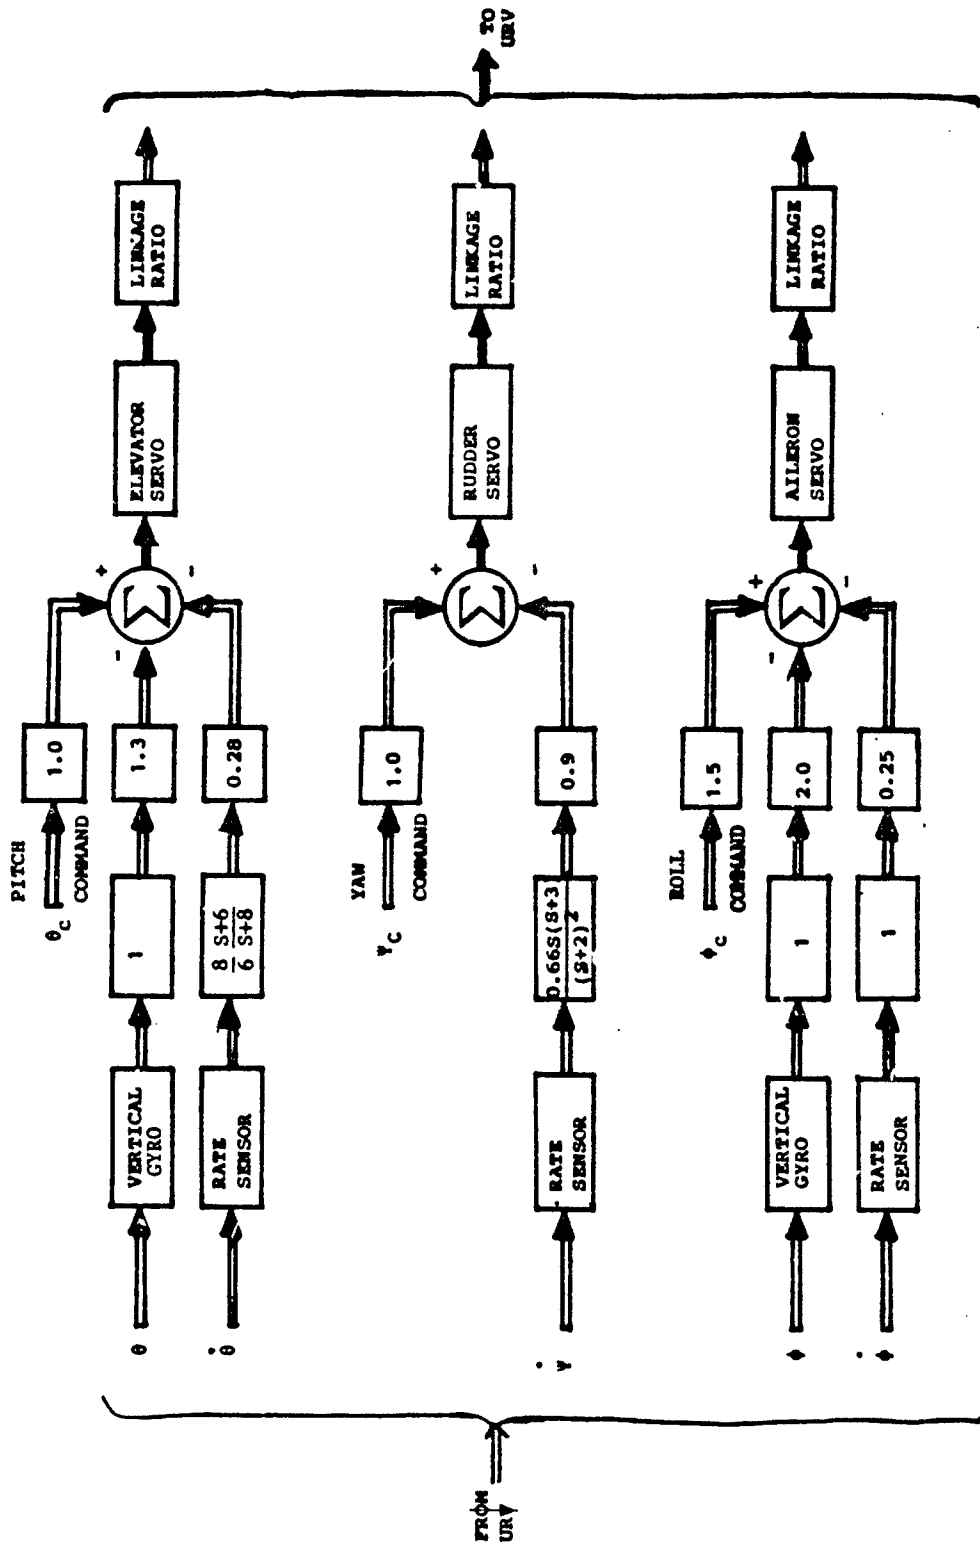 FROM
URV
θ
VERTICAL
GYRO
1
1.3
PITCH
COMMAND
θC
1.0
θ̇
RATE
SENSOR
8 S+6
6 S+8
0.28
+
-
-
Σ
ELEVATOR
SERVO
LINKAGE
RATIO
YAW
COMMAND
ΨC
1.0
Ψ̇
RATE
SENSOR
0.66S(S+3)
(S+2)²
0.9
+
-
Σ
RUDDER
SERVO
LINKAGE
RATIO
ROLL
COMMAND
ϕC
1.5
ϕ
VERTICAL
GYRO
1
2.0
ϕ̇
RATE
SENSOR
1
0.25
+
-
-
Σ
AILERON
SERVO
LINKAGE
RATIO
TO
URV